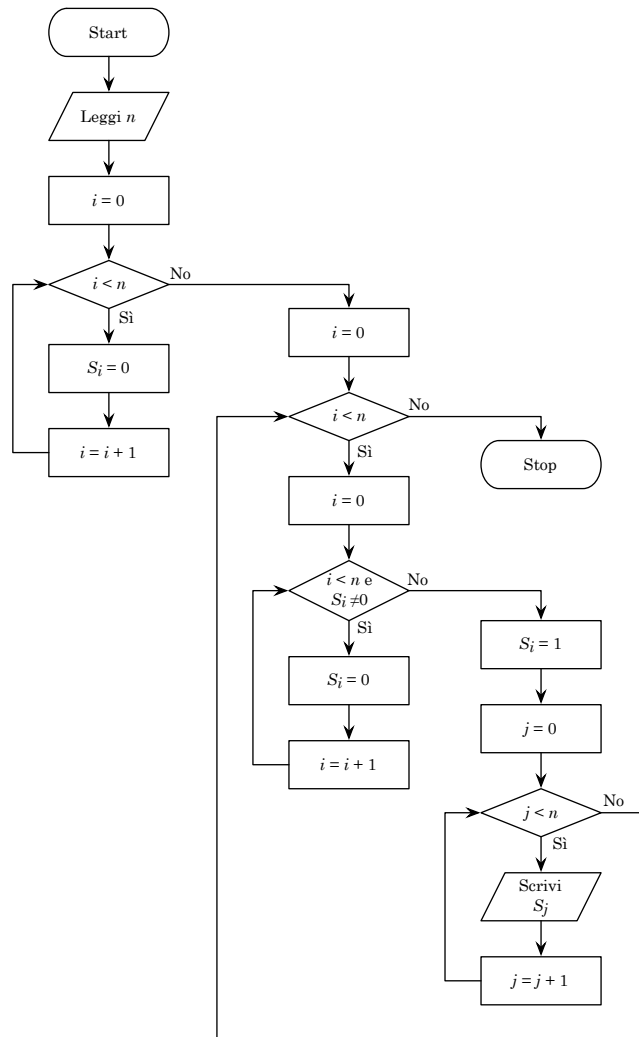 Start
Leggi n
i = 0
i < n
No
Sì
S_i = 0
i = i + 1
i = 0
i < n
No
Sì
Stop
i = 0
i < n e
S_i ≠0
No
Sì
S_i = 0
i = i + 1
S_i = 1
j = 0
j < n
No
Sì
Scrivi
S_j
j = j + 1